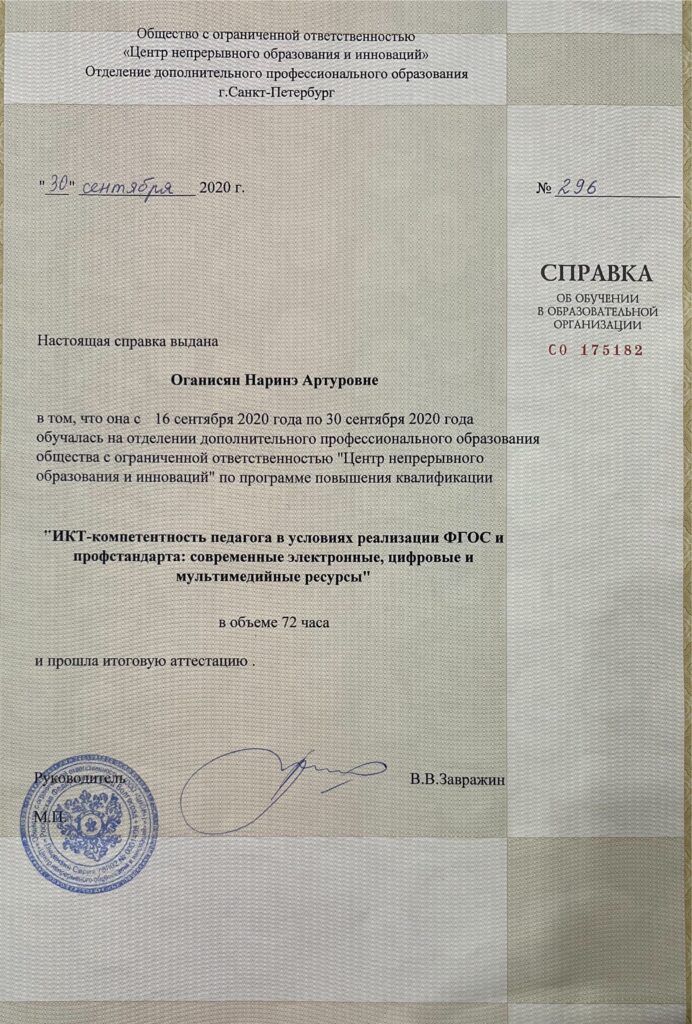 Общество с ограниченной ответственностью
«Центр непрерывного образования и инноваций»
Отделение дополнительного профессионального образования
г.Санкт-Петербург
"30" сентября 2020 г.
№ 296
СПРАВКА
ОБ ОБУЧЕНИИ
В ОБРАЗОВАТЕЛЬНОЙ
ОРГАНИЗАЦИИ
СО 175182
Настоящая справка выдана
Оганисян Наринэ Артуровне
в том, что она с 16 сентября 2020 года по 30 сентября 2020 года
обучалась на отделении дополнительного профессионального образования
общества с ограниченной ответственностью "Центр непрерывного
образования и инноваций" по программе повышения квалификации
"ИКТ-компетентность педагога в условиях реализации ФГОС и
профстандарта: современные электронные, цифровые и
мультимедийные ресурсы"
в объеме 72 часа
и прошла итоговую аттестацию .
Руководитель
В.В.Завражин
М.П.